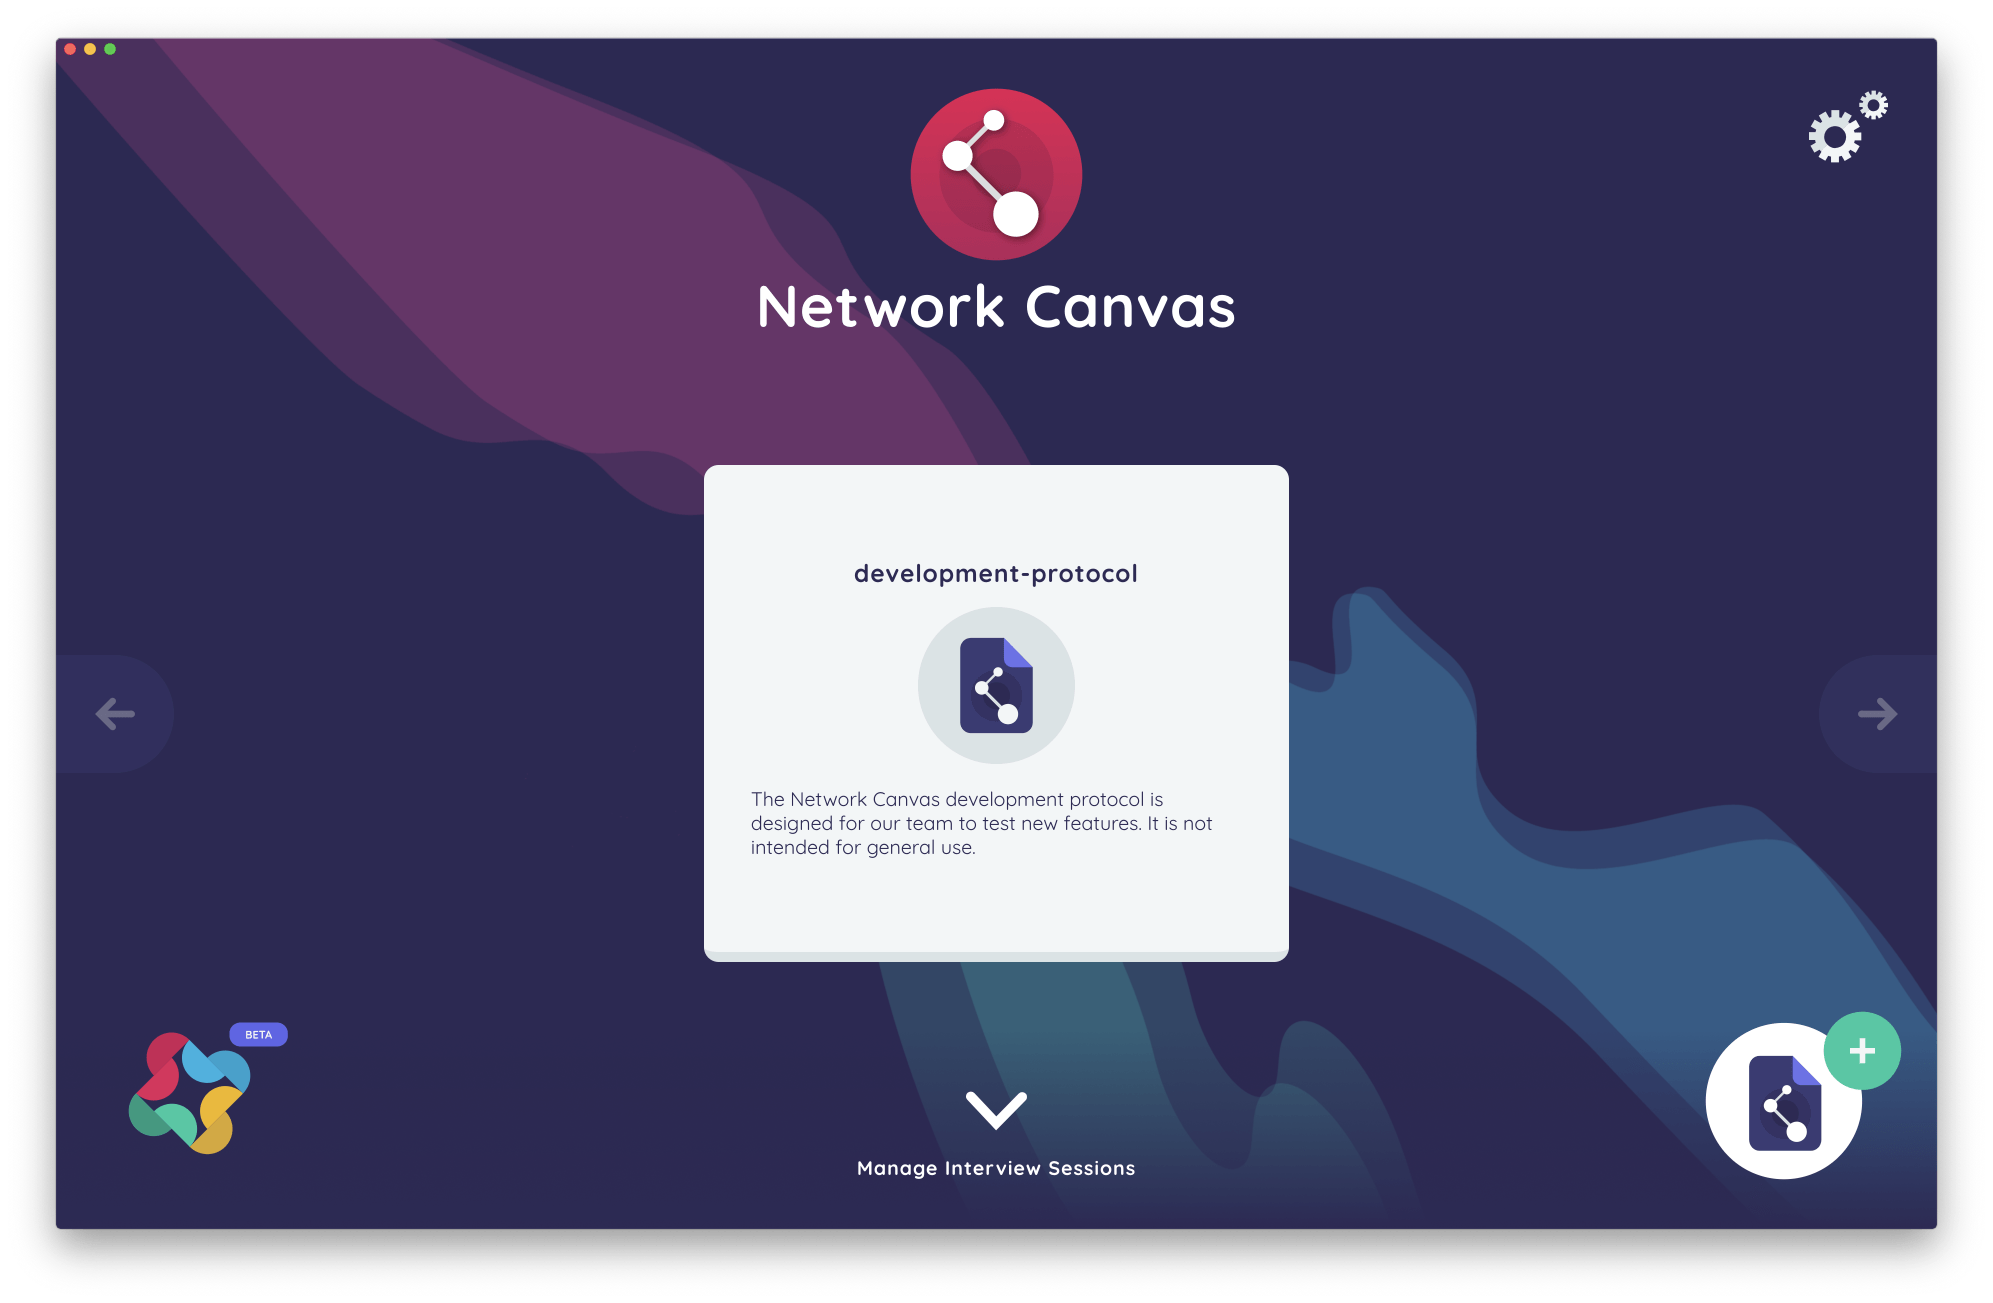 Network Canvas
development-protocol
The Network Canvas development protocol is
designed for our team to test new features. It is not
intended for general use.
BETA
Manage Interview Sessions